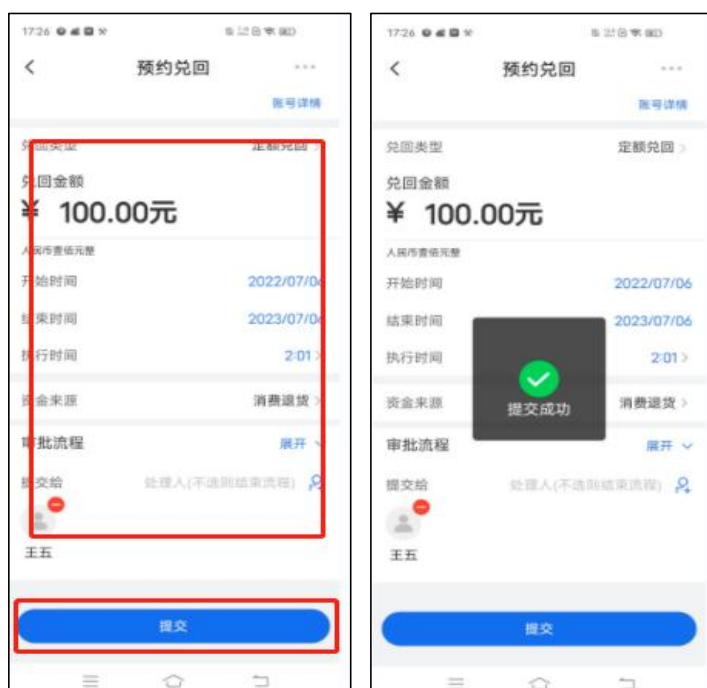 17:26
预约兑回
账号详情
兑回类型 定额兑回
兑回金额
¥ 100.00元
人民币壹佰元整
开始时间 2022/07/06
结束时间 2023/07/06
执行时间 2:01
资金来源 消费退货
审批流程 展开
提交给 处理人(不选则结束流程)
王五
提交
17:26
预约兑回
账号详情
兑回类型 定额兑回
兑回金额
¥ 100.00元
人民币壹佰元整
开始时间 2022/07/06
结束时间 2023/07/06
执行时间 2:01
提交成功
资金来源 消费退货
审批流程 展开
提交给 处理人(不选则结束流程)
王五
提交